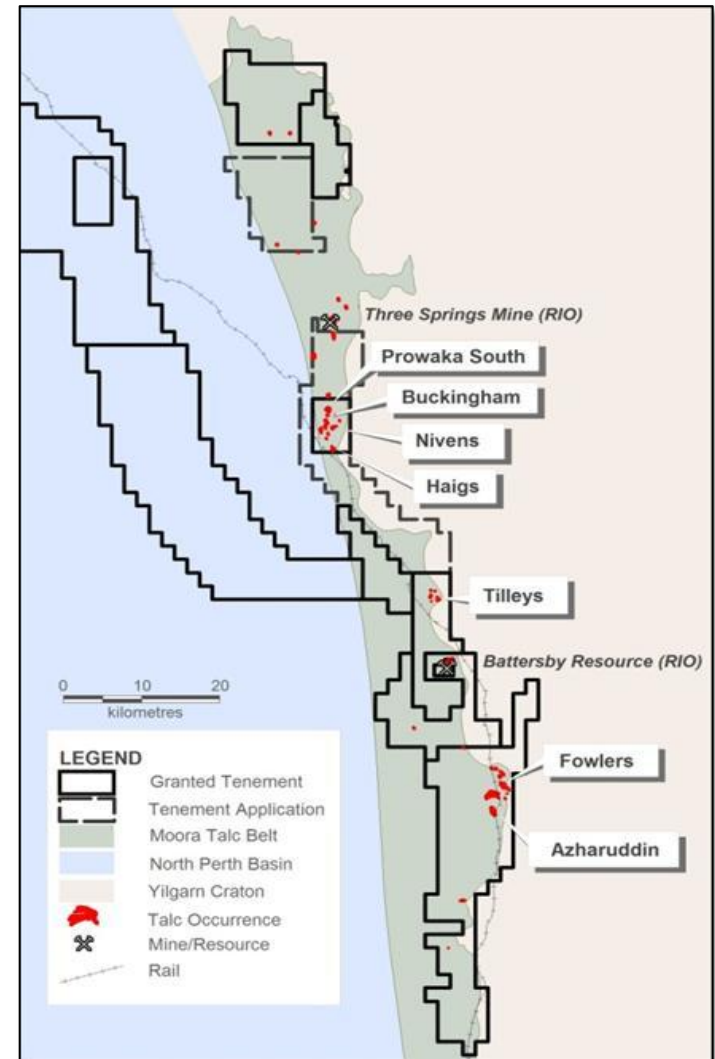 Three Springs Mine (RIO)
Prowaka South
Buckingham
Nivens
Haigs
Tilleys
Battersby Resource (RIO)
Fowlers
Azharuddin
0 10 20
kilometres
LEGEND
Granted Tenement
Tenement Application
Moora Talc Belt
North Perth Basin
Yilgarn Craton
Talc Occurrence
Mine/Resource
Rail